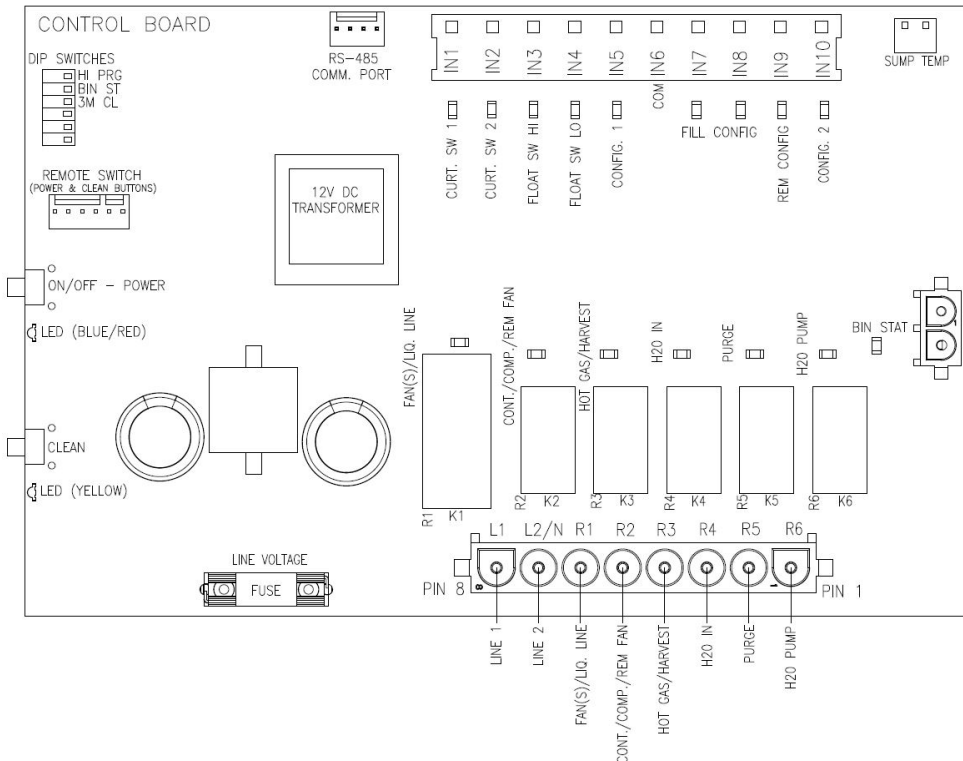 CONTROL BOARD
DIP SWITCHES
HI PRG
BIN ST
3M CL
RS-485
COMM. PORT
IN1
IN2
IN3
IN4
IN5
IN6
IN7
IN8
IN9
IN10
COM
SUMP TEMP
CURT. SW 1
CURT. SW 2
FLOAT SW HI
FLOAT SW LO
CONFIG. 1
FILL CONFIG
REM CONFIG
CONFIG. 2
REMOTE SWITCH
(POWER & CLEAN BUTTONS)
12V DC
TRANSFORMER
ON/OFF - POWER
LED (BLUE/RED)
FAN(S)/LIQ. LINE
CONT./COMP./REM FAN
HOT GAS/HARVEST
H20 IN
PURGE
H20 PUMP
BIN STAT
1
CLEAN
LED (YELLOW)
R1 K1
R2 K2
R3 K3
R4 K4
R5 K5
R6 K6
L1 L2/N R1 R2 R3 R4 R5 R6
LINE VOLTAGE
FUSE
PIN 8
8
1
PIN 1
LINE 1
LINE 2
FAN(S)/LIQ. LINE
CONT./COMP./REM FAN
HOT GAS/HARVEST
H20 IN
PURGE
H20 PUMP